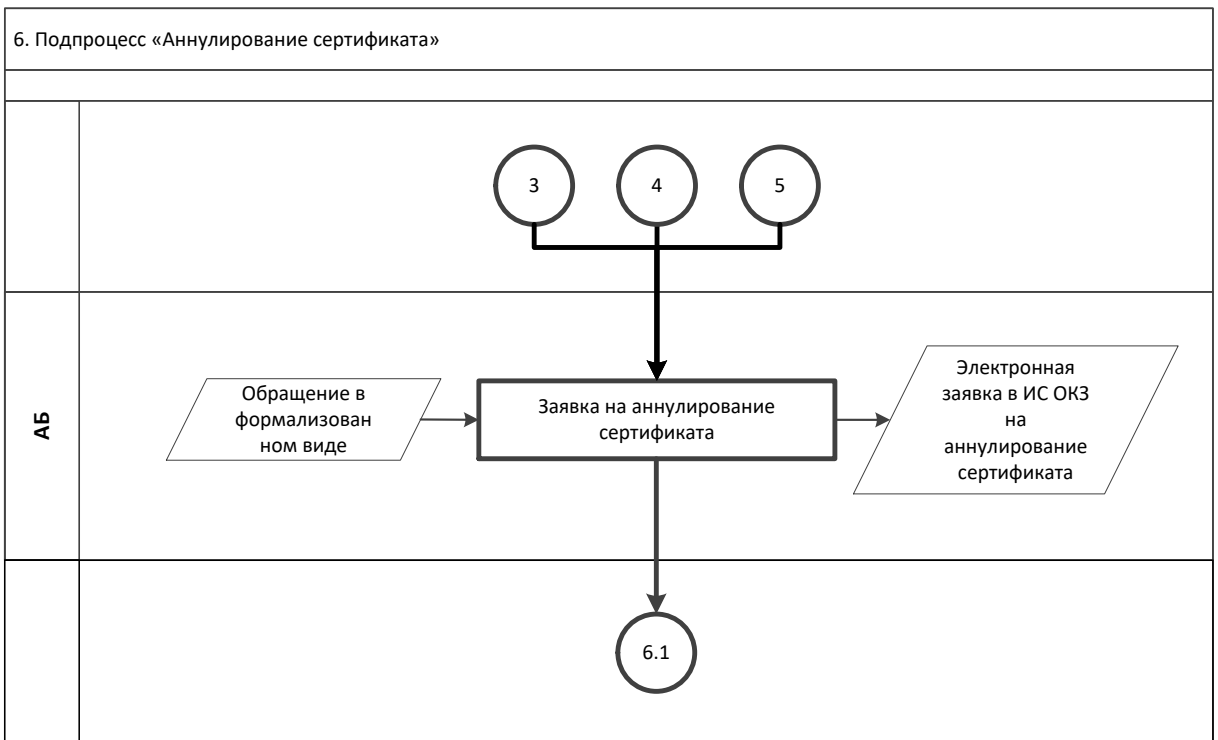 6. Подпроцесс «Аннулирование сертификата»
3
4
5
АБ
Обращение в
формализован
ном виде
Заявка на аннулирование
сертификата
Электронная
заявка в ИС ОКЗ
на
аннулирование
сертификата
6.1